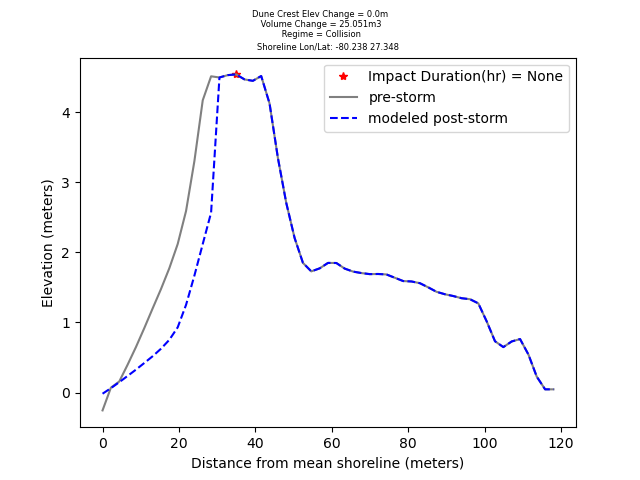 Dune Crest Elev Change = 0.0m
Volume Change = 25.051m3
Regime = Collision
Shoreline Lon/Lat: -80.238 27.348
Impact Duration(hr) = None
pre-storm
modeled post-storm
Elevation (meters)
4
3
2
1
0
0 20 40 60 80 100 120
Distance from mean shoreline (meters)